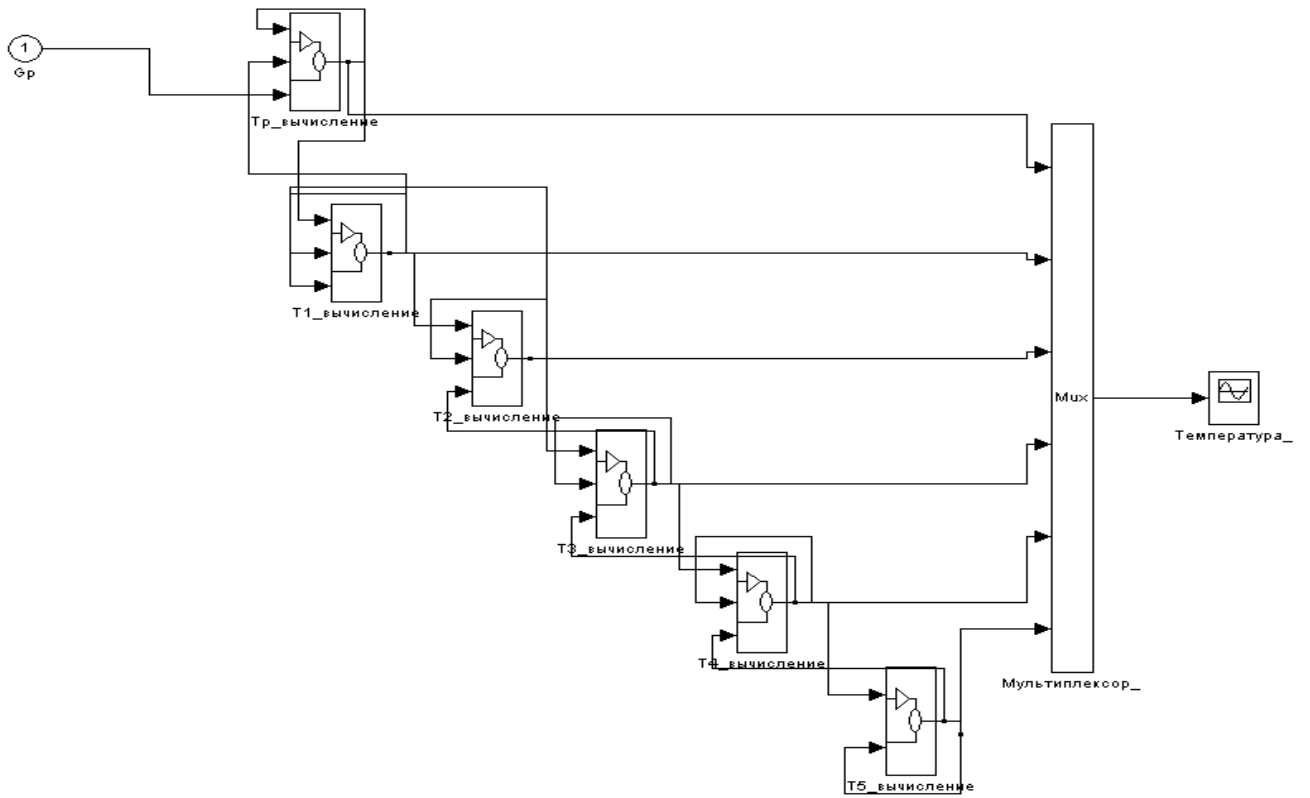 1
Gp
Tp_вычисление
T1_вычисление
T2_вычисление
Mux
Температура_
T3_вычисление
T4_вычисление
Мультиплексор_
T5_вычисление